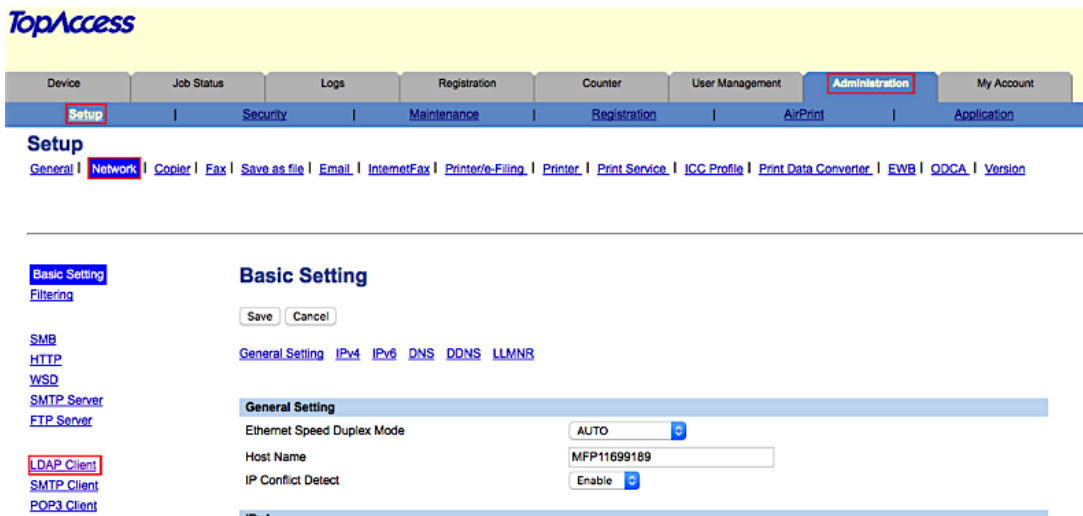 TopAccess
Device Job Status Logs Registration Counter User Management Administration My Account
Setup | Security | Maintenance | Registration | AirPrint | Application
Setup
General | Network | Copier | Fax | Save as file | Email | InternetFax | Printer/e-Filing | Printer | Print Service | ICC Profile | Print Data Converter | EWB | ODCA | Version
Basic Setting
Filtering
SMB
HTTP
WSD
SMTP Server
FTP Server
LDAP Client
SMTP Client
POP3 Client
Basic Setting
Save Cancel
General Setting IPv4 IPv6 DNS DDNS LLMNR
General Setting
Ethernet Speed Duplex Mode AUTO
Host Name MFP11699189
IP Conflict Detect Enable